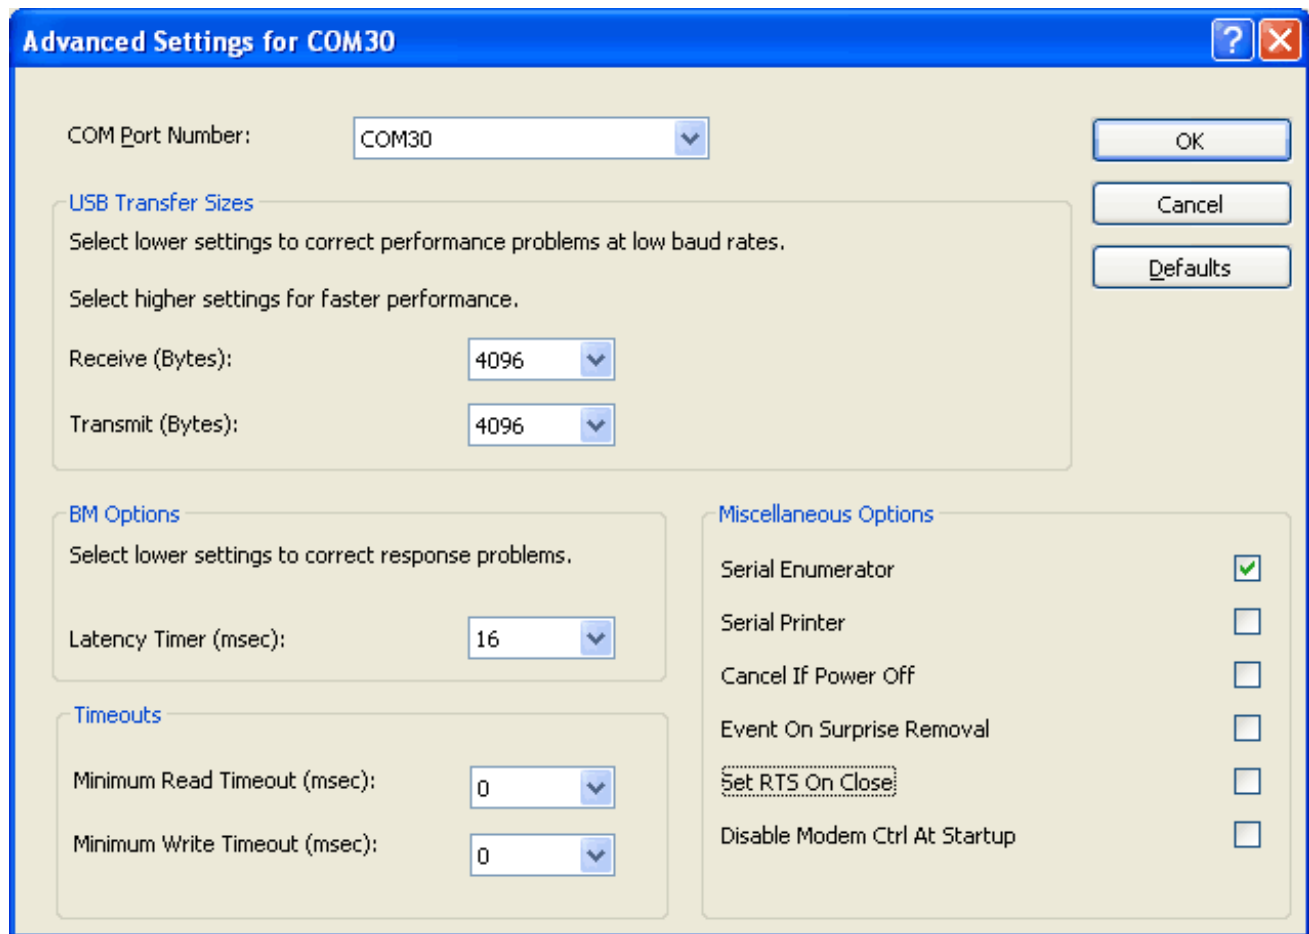 Advanced Settings for COM30
COM Port Number:
COM30
OK
USB Transfer Sizes
Cancel
Select lower settings to correct performance problems at low baud rates.
Defaults
Select higher settings for faster performance.
Receive (Bytes):
4096
Transmit (Bytes):
4096
BM Options
Select lower settings to correct response problems.
Latency Timer (msec):
16
Timeouts
Minimum Read Timeout (msec):
0
Minimum Write Timeout (msec):
0
Miscellaneous Options
Serial Enumerator
Serial Printer
Cancel If Power Off
Event On Surprise Removal
Set RTS On Close
Disable Modem Ctrl At Startup